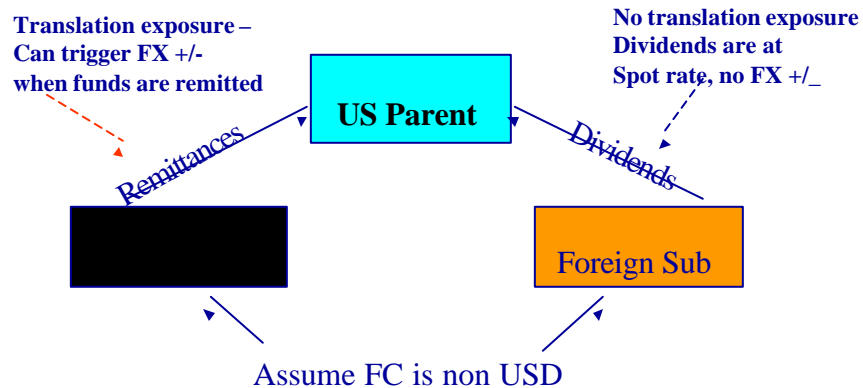 Translation exposure –
Can trigger FX +/-
when funds are remitted
No translation exposure
Dividends are at
Spot rate, no FX +/_
US Parent
Remittances
Dividends
Foreign Sub
Assume FC is non USD